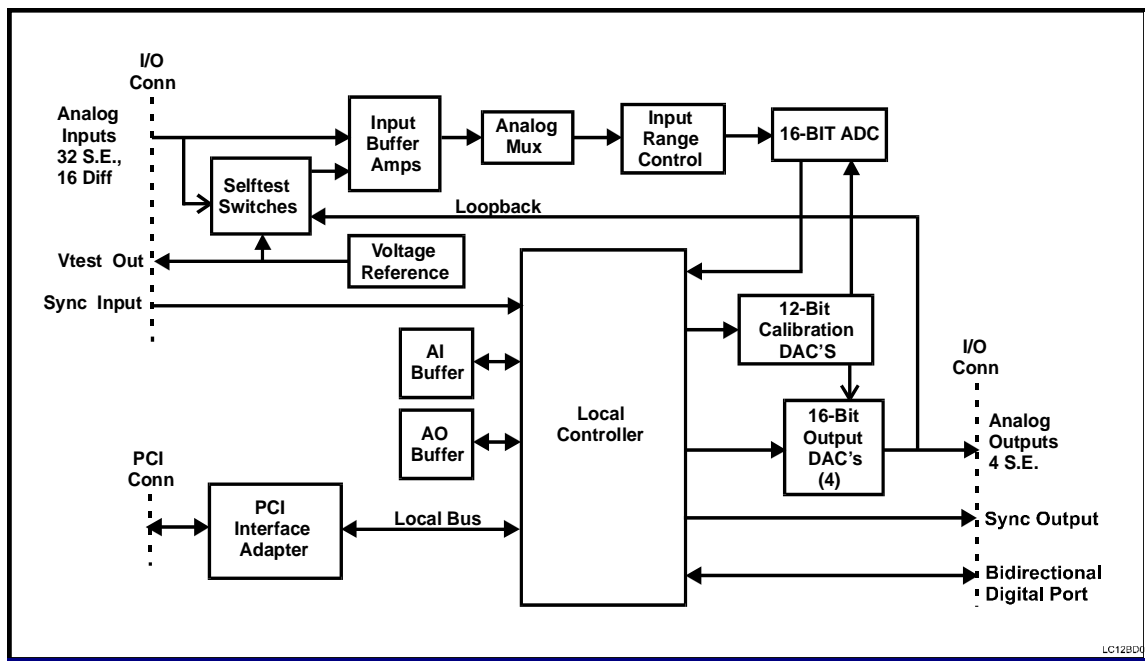 I/O
Conn
Analog
Inputs
32 S.E.,
16 Diff
Input
Buffer
Amps
Analog
Mux
Input
Range
Control
16-BIT ADC
Selftest
Switches
Loopback
Vtest Out
Voltage
Reference
Sync Input
12-Bit
Calibration
DAC'S
I/O
Conn
AI
Buffer
Local
Controller
AO
Buffer
16-Bit
Output
DAC's
(4)
Analog
Outputs
4 S.E.
PCI
Conn
PCI
Interface
Adapter
Local Bus
Sync Output
Bidirectional
Digital Port